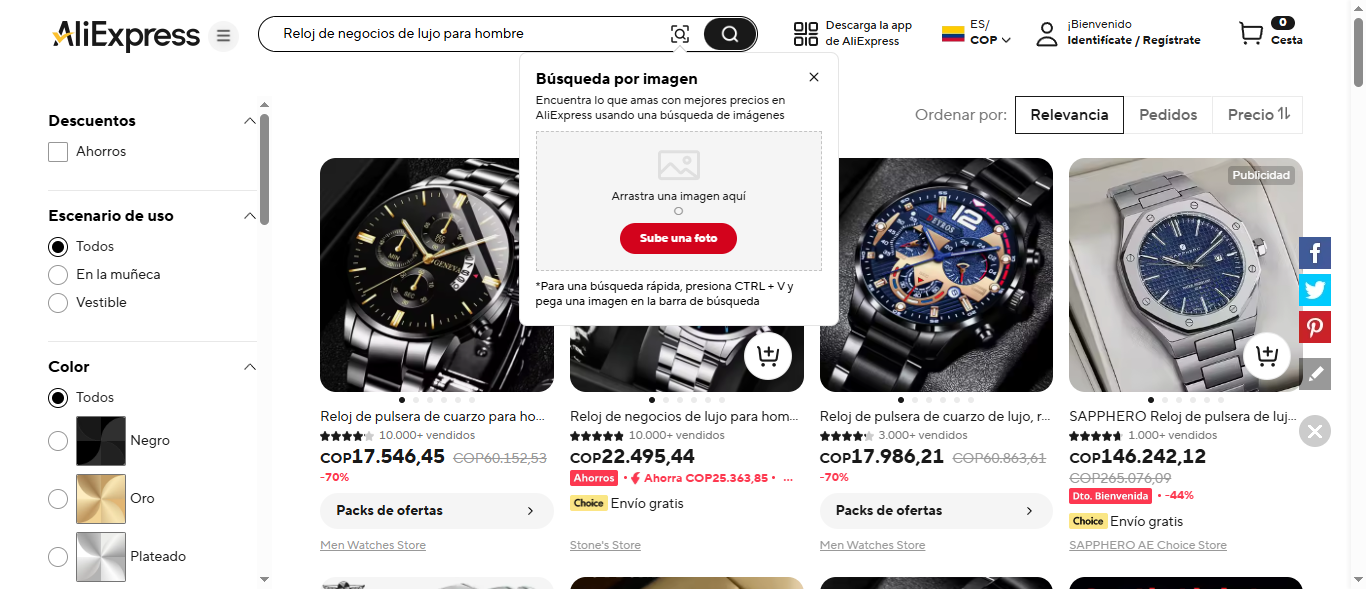 AliExpress
Reloj de negocios de lujo para hombre
Descarga la app
de AliExpress
ES/
COP
¡Bienvenido
Identifícate / Regístrate
0
Cesta
Búsqueda por imagen
Encuentra lo que amas con mejores precios en
AliExpress usando una búsqueda de imágenes
Arrastra una imagen aquí
O
Sube una foto
*Para una búsqueda rápida, presiona CTRL + V y
pega una imagen en la barra de búsqueda
Descuentos
Ahorros
Escenario de uso
Todos
En la muñeca
Vestible
Color
Todos
Negro
Oro
Plateado
Ordenar por:
Relevancia
Pedidos
Precio
Publicidad
GENEVA
12
SAPPHERO
Reloj de pulsera de cuarzo para ho...
10.000+ vendidos
COP17.546,45 COP60.152,53
-70%
Packs de ofertas
Men Watches Store
Reloj de negocios de lujo para hom...
10.000+ vendidos
COP22.495,44
Ahorros
Ahorra COP25.363,85 • ...
Choice Envío gratis
Stone's Store
Reloj de pulsera de cuarzo de lujo, r...
3.000+ vendidos
COP17.986,21 COP60.863,61
-70%
Packs de ofertas
Men Watches Store
SAPPHERO Reloj de pulsera de luj...
1.000+ vendidos
COP146.242,12
COP265.076,09
Dto. Bienvenida • -44%
Choice Envío gratis
SAPPHERO AE Choice Store